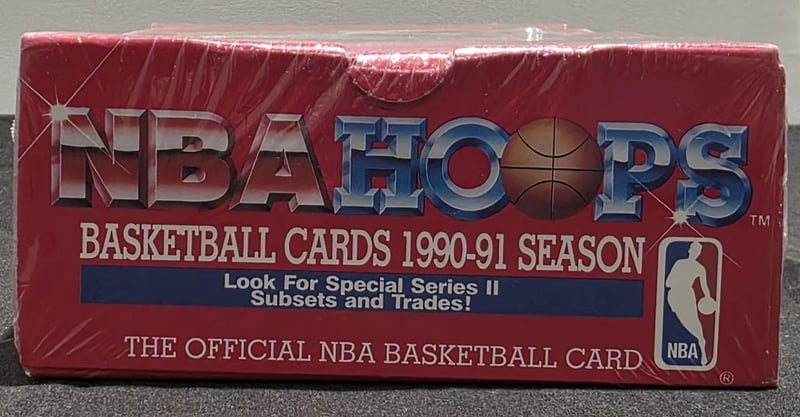 NBA HOOPS
TM
BASKETBALL CARDS 1990-91 SEASON
Look For Special Series II
Subsets and Trades!
THE OFFICIAL NBA BASKETBALL CARD
NBA
®